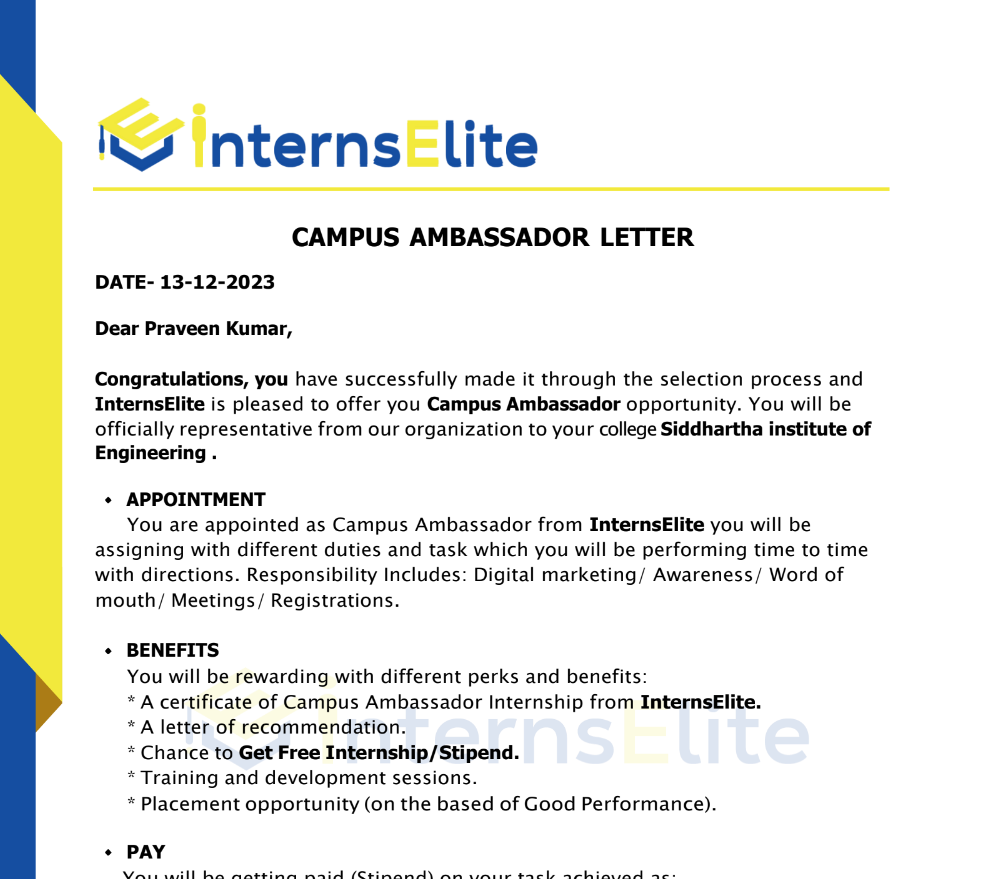 internsElite
CAMPUS AMBASSADOR LETTER
DATE- 13-12-2023
Dear Praveen Kumar,
Congratulations, you have successfully made it through the selection process and
InternsElite is pleased to offer you Campus Ambassador opportunity. You will be
officially representative from our organization to your college Siddhartha institute of
Engineering .
• APPOINTMENT
You are appointed as Campus Ambassador from InternsElite you will be
assigning with different duties and task which you will be performing time to time
with directions. Responsibility Includes: Digital marketing/ Awareness/ Word of
mouth/ Meetings/ Registrations.
• BENEFITS
You will be rewarding with different perks and benefits:
* A certificate of Campus Ambassador Internship from InternsElite.
* A letter of recommendation.
* Chance to Get Free Internship/Stipend.
internsElite
* Training and development sessions.
* Placement opportunity (on the based of Good Performance).
• PAY
You will be getting paid (Stipend) on your task achieved as: